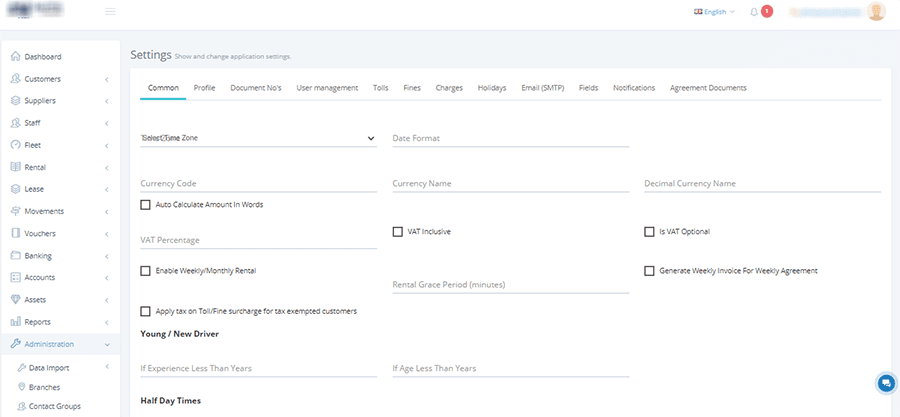 English
1
Dashboard
Customers
Suppliers
Staff
Fleet
Rental
Lease
Movements
Vouchers
Banking
Accounts
Assets
Reports
Administration
Data Import
Branches
Contact Groups
Settings Show and change application settings.
Common Profile Document No's User management Tolls Fines Charges Holidays Email (SMTP) Fields Notifications Agreement Documents
Select Time Zone Date Format
Currency Code Currency Name Decimal Currency Name
Auto Calculate Amount In Words
VAT Percentage VAT Inclusive Is VAT Optional
Enable Weekly/Monthly Rental Generate Weekly Invoice For Weekly Agreement
Rental Grace Period (minutes)
Apply tax on Toll/Fine surcharge for tax exempted customers
Young / New Driver
If Experience Less Than Years If Age Less Than Years
Half Day Times